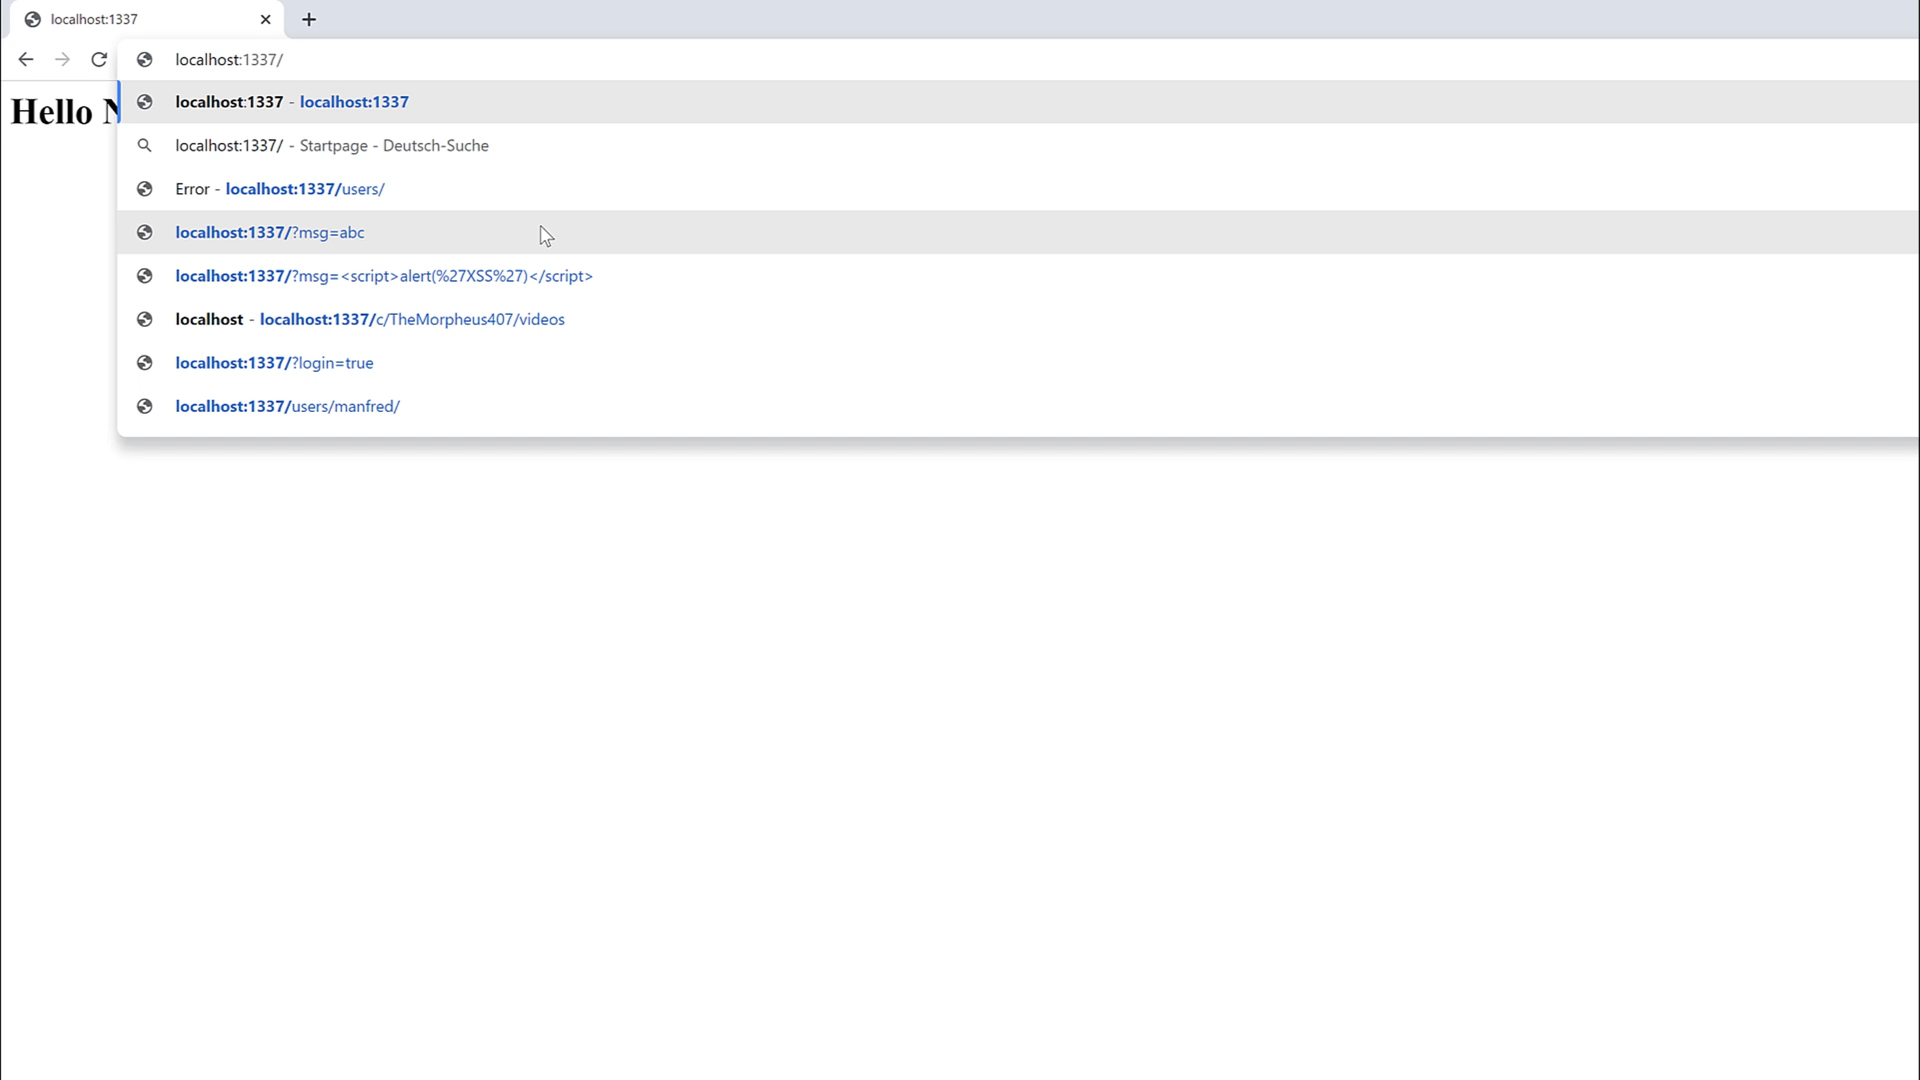 localhost:1337
localhost:1337/
localhost:1337 - localhost:1337
Hello
localhost:1337/ - Startpage - Deutsch-Suche
Error - localhost:1337/users/
localhost:1337/?msg=abc
localhost:1337/?msg=<script>alert(%27XSS%27)</script>
localhost - localhost:1337/c/TheMorpheus407/videos
localhost:1337/?login=true
localhost:1337/users/manfred/